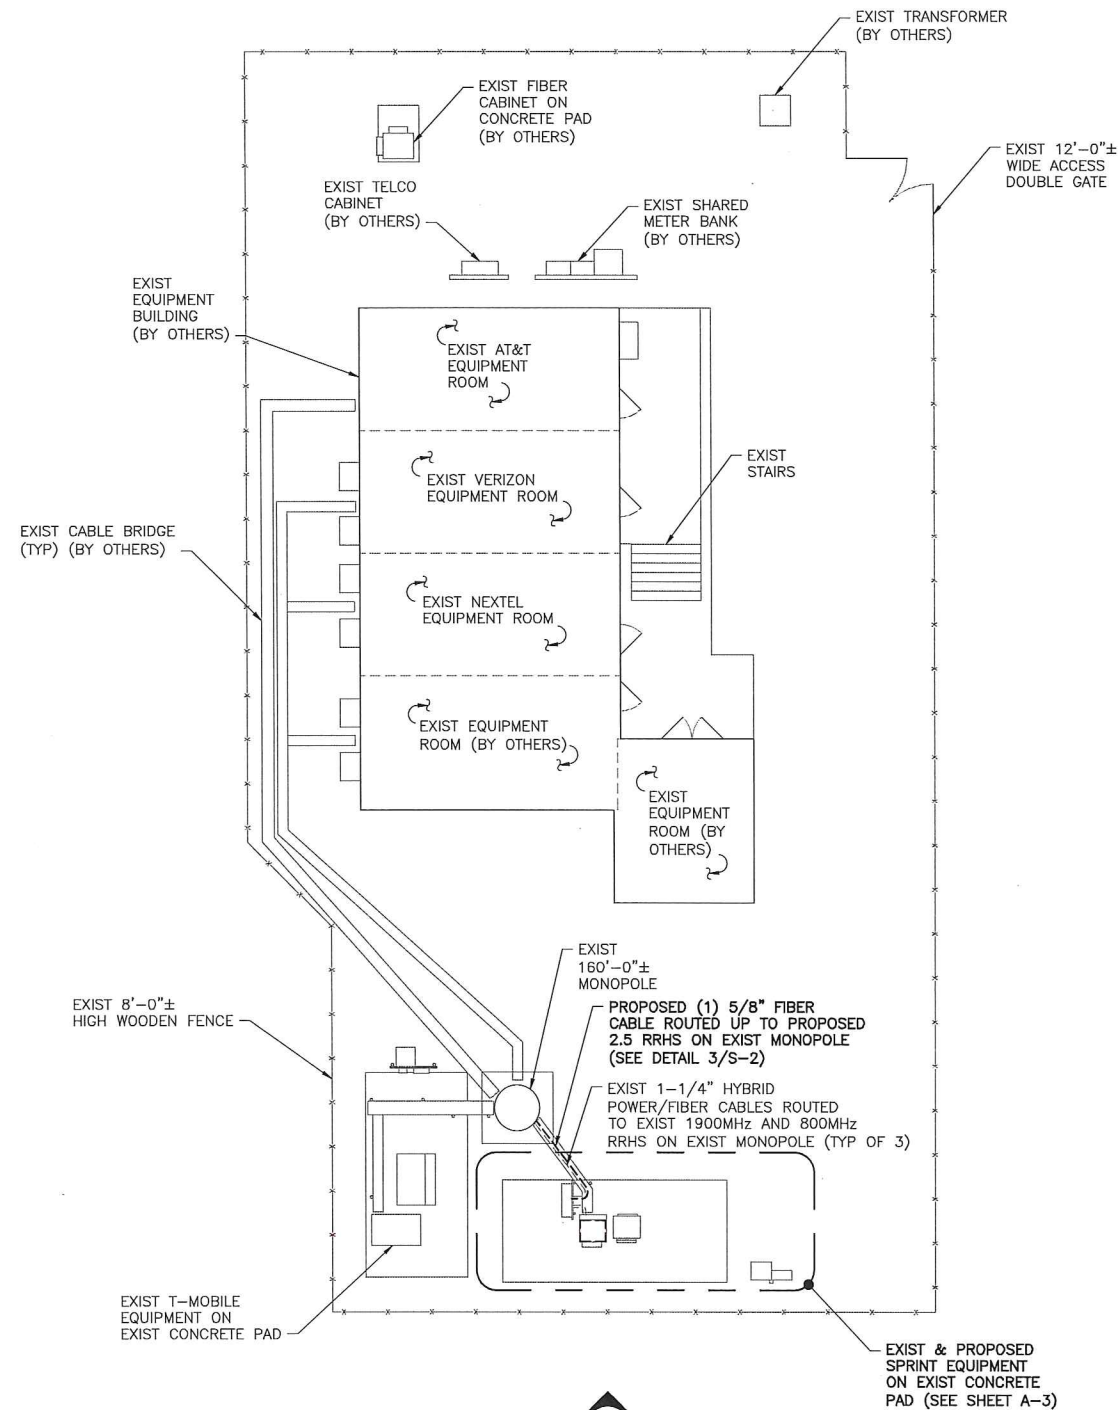 EXIST TRANSFORMER
(BY OTHERS)
EXIST FIBER
CABINET ON
CONCRETE PAD
(BY OTHERS)
EXIST 12'-0"±
WIDE ACCESS
DOUBLE GATE
EXIST TELCO
CABINET
(BY OTHERS)
EXIST SHARED
METER BANK
(BY OTHERS)
EXIST
EQUIPMENT
BUILDING
(BY OTHERS)
EXIST AT&T
EQUIPMENT
ROOM
EXIST
STAIRS
EXIST VERIZON
EQUIPMENT ROOM
EXIST CABLE BRIDGE
(TYP) (BY OTHERS)
EXIST NEXTEL
EQUIPMENT ROOM
EXIST EQUIPMENT
ROOM (BY OTHERS)
EXIST
EQUIPMENT
ROOM (BY
OTHERS)
EXIST
160'-0"±
MONOPOLE
EXIST 8'-0"±
HIGH WOODEN FENCE
PROPOSED (1) 5/8" FIBER
CABLE ROUTED UP TO PROPOSED
2.5 RRHS ON EXIST MONOPOLE
(SEE DETAIL 3/S-2)
EXIST 1-1/4" HYBRID
POWER/FIBER CABLES ROUTED
TO EXIST 1900MHz AND 800MHz
RRHS ON EXIST MONOPOLE (TYP OF 3)
EXIST T-MOBILE
EQUIPMENT ON
EXIST CONCRETE PAD
EXIST & PROPOSED
SPRINT EQUIPMENT
ON EXIST CONCRETE
PAD (SEE SHEET A-3)